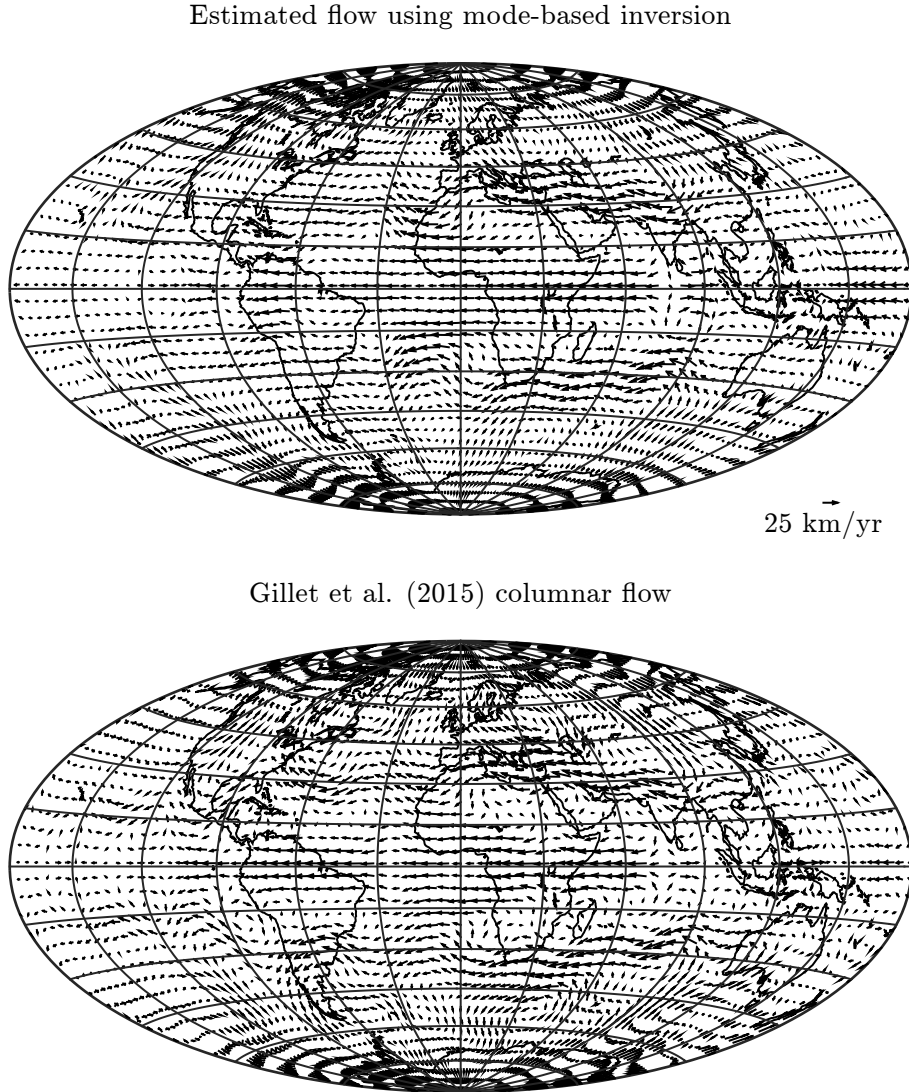 Estimated flow using mode-based inversion
25 km/yr
Gillet et al. (2015) columnar flow